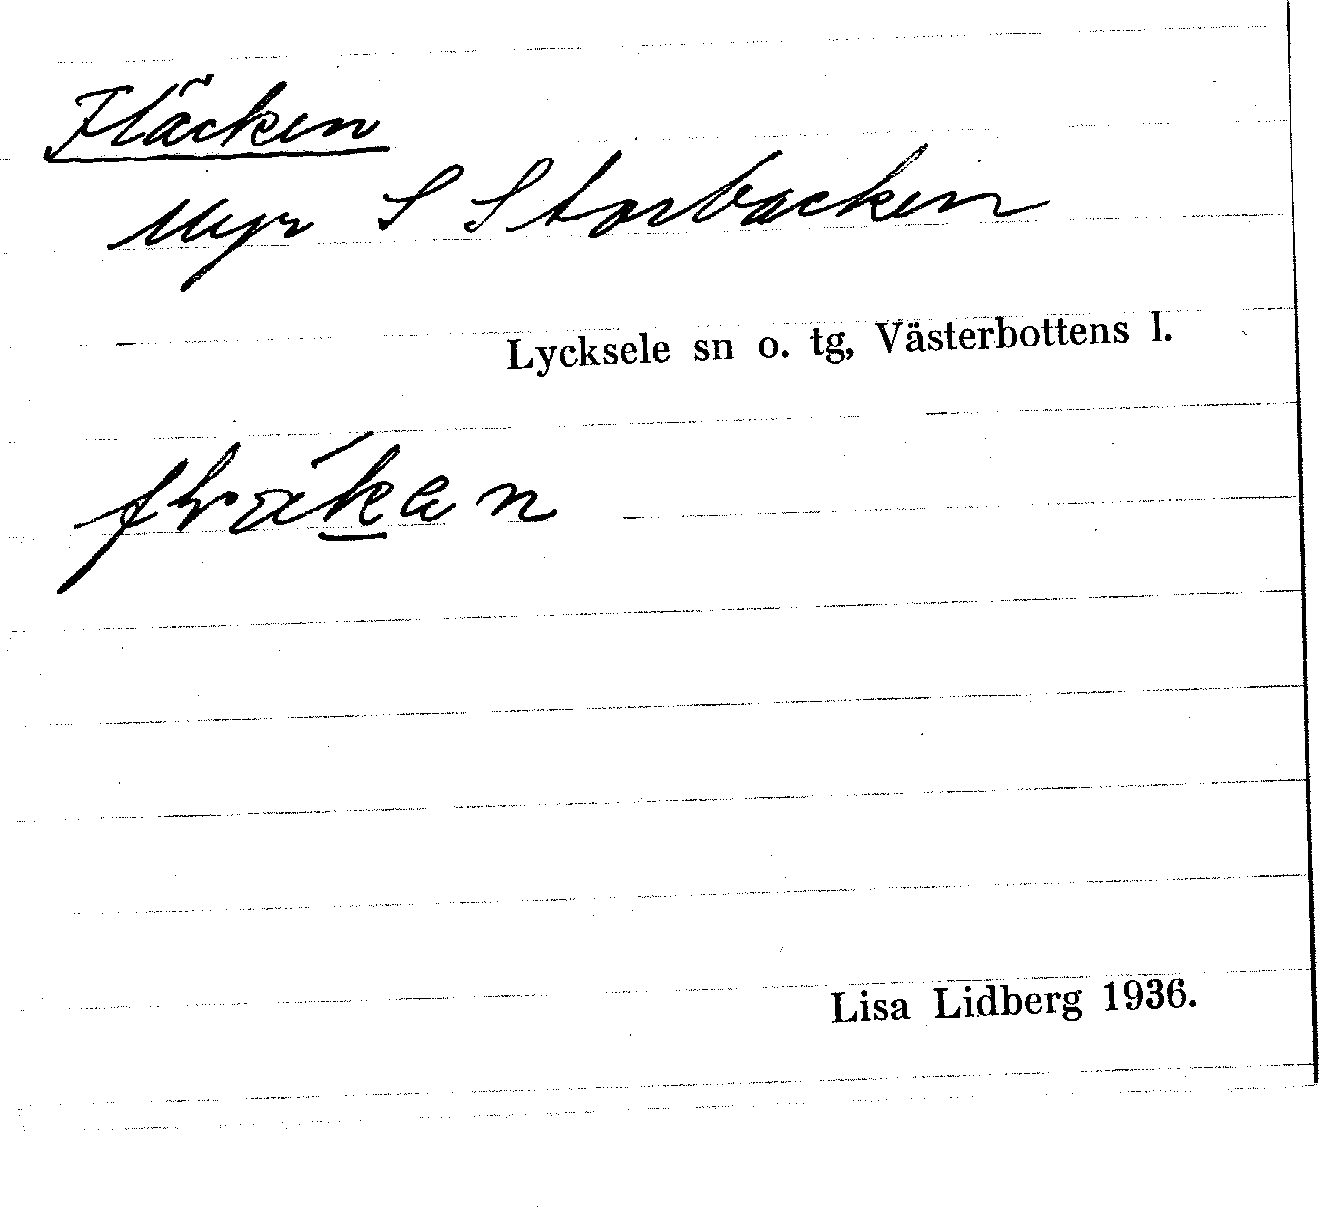 Fläcken
Myr S Storbacken
Lycksele sn o. tg, Västerbottens l.
Lisa Lidberg 1936.